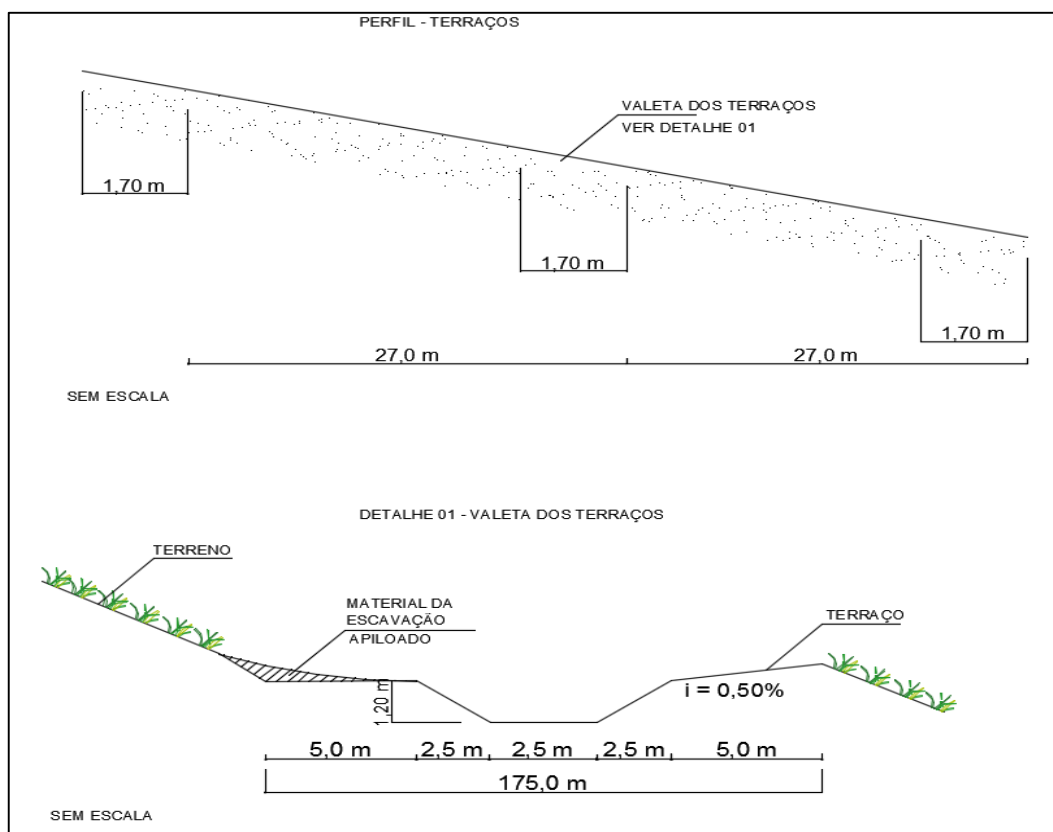 PERFIL - TERRAÇOS
VALETA DOS TERRAÇOS
VER DETALHE 01
1,70 m
1,70 m
1,70 m
27,0 m
27,0 m
SEM ESCALA
DETALHE 01 - VALETA DOS TERRAÇOS
TERRENO
MATERIAL DA
ESCAVAÇÃO
APILOADO
TERRAÇO
i = 0,50%
1,20 m
5,0 m
2,5 m
2,5 m
2,5 m
5,0 m
175,0 m
SEM ESCALA